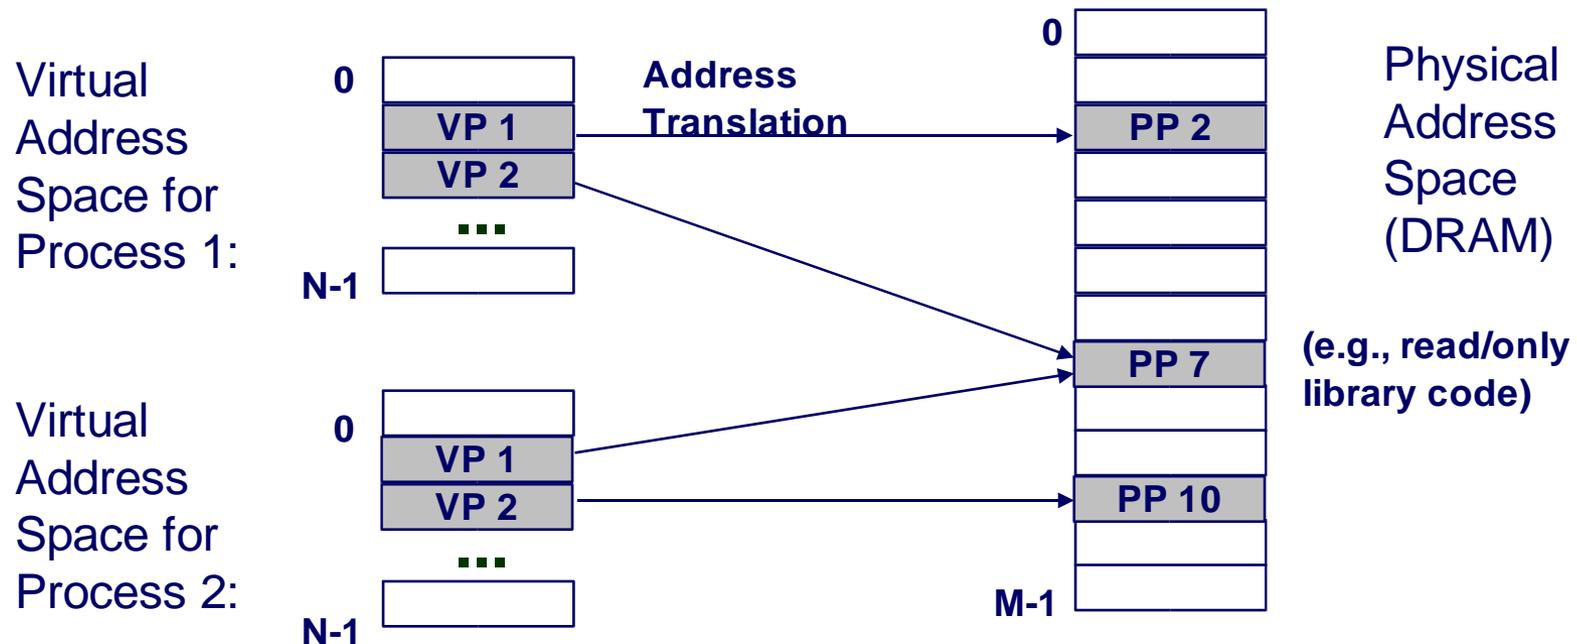 Virtual
Address
Space for
Process 1:
0
VP 1
VP 2
...
N-1
Address
Translation
0
PP 2
PP 7
PP 10
M-1
Physical
Address
Space
(DRAM)
(e.g., read/only
library code)
Virtual
Address
Space for
Process 2:
0
VP 1
VP 2
...
N-1